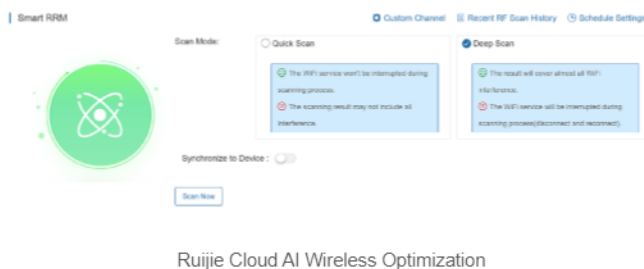 Smart RRM
Custom Channel
Recent RF Scan History
Schedule Settings
Scan Mode:
Quick Scan
The WiFi service won't be interrupted during
scanning process.
The scanning result may not include all
interference.
Deep Scan
The result will cover almost all WiFi
interference.
The WiFi service will be interrupted during
scanning process(disconnect and reconnect).
Synchronize to Device :
Scan Now
Ruijie Cloud AI Wireless Optimization